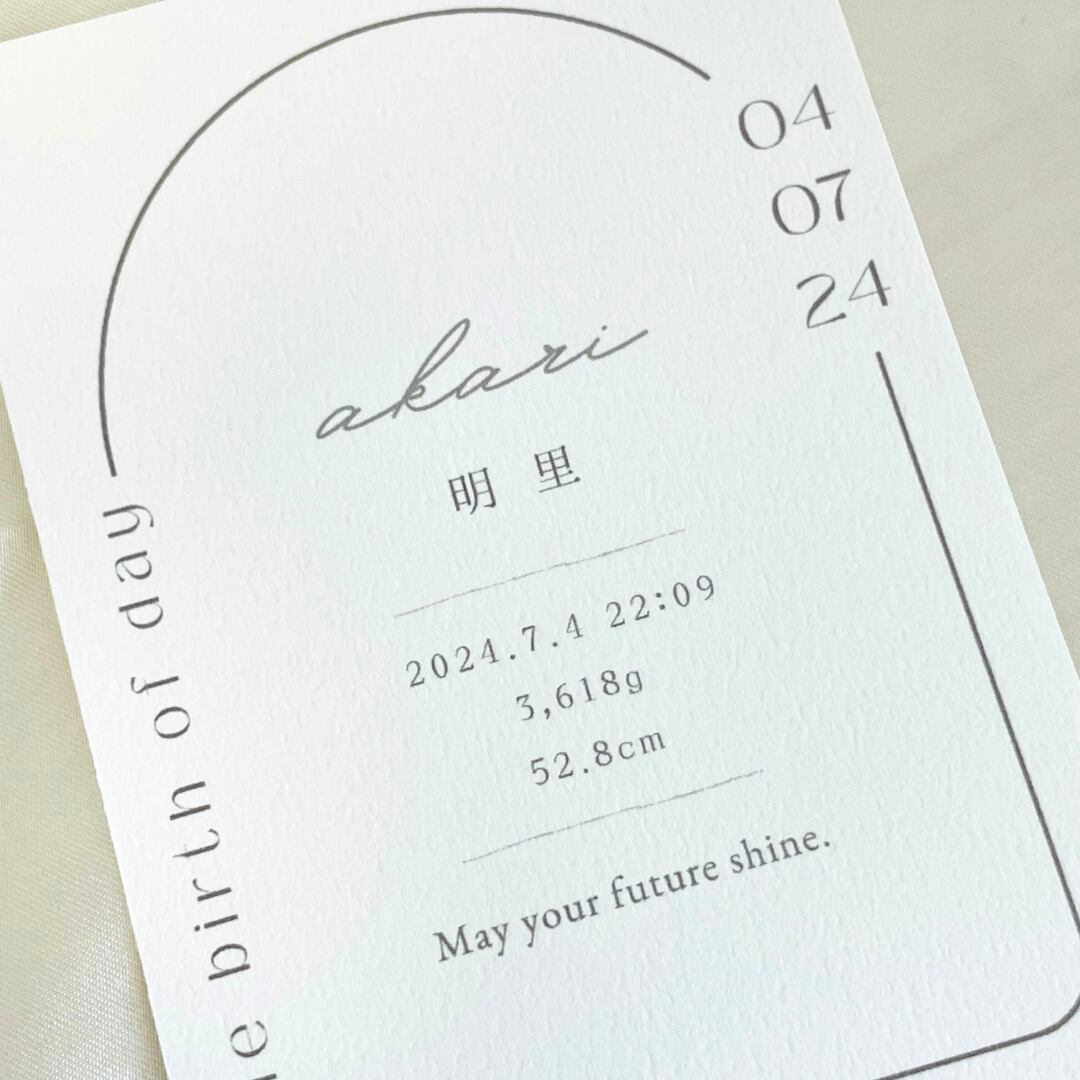 04
07
24
akari
明里
2024.7.4 22:09
3,618g
52.8cm
May your future shine.
birth of day